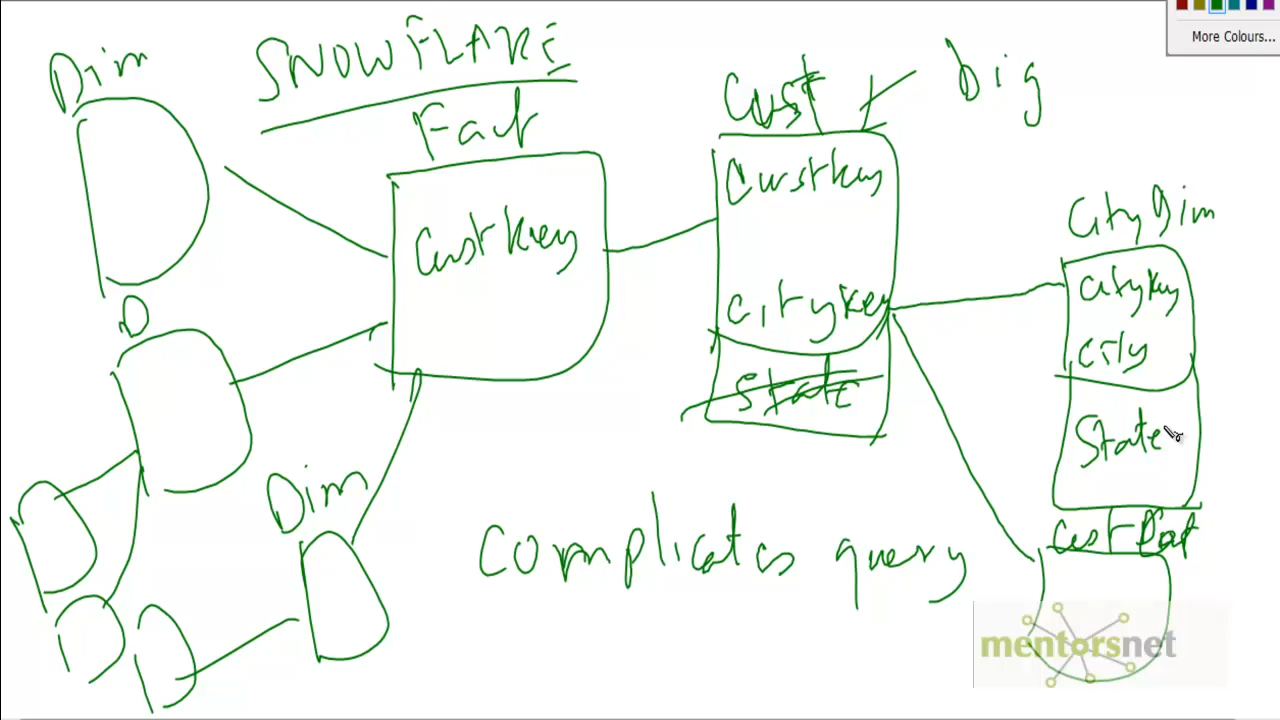 Dim
SNOWFLAKE
Fact
Custkey
D
Dim
Cust
big
Custkey
citykey
State
City Dim
citykey
city
State
complicates query
mentorsnet
More Colours...